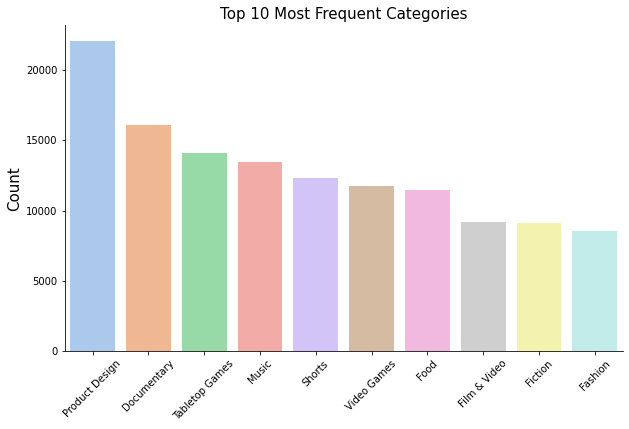 Top 10 Most Frequent Categories
Count
20000
15000
10000
5000
0
Product Design
Documentary
Tabletop Games
Music
Shorts
Video Games
Food
Film & Video
Fiction
Fashion